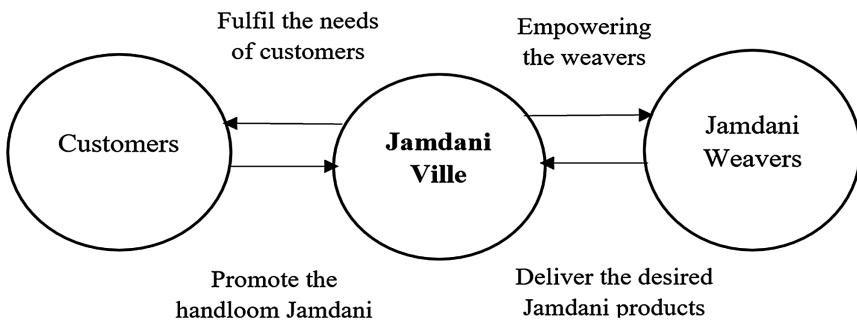 Fulfil the needs
of customers
Empowering
the weavers
Customers
Jamdani
Ville
Jamdani
Weavers
Promote the
handloom Jamdani
Deliver the desired
Jamdani products